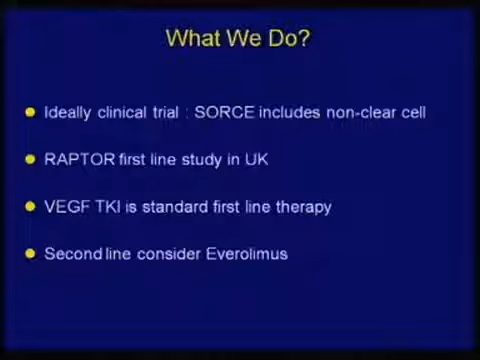 What We Do?
Ideally clinical trial : SORCE includes non-clear cell
RAPTOR first line study in UK
VEGF TKI is standard first line therapy
Second line consider Everolimus